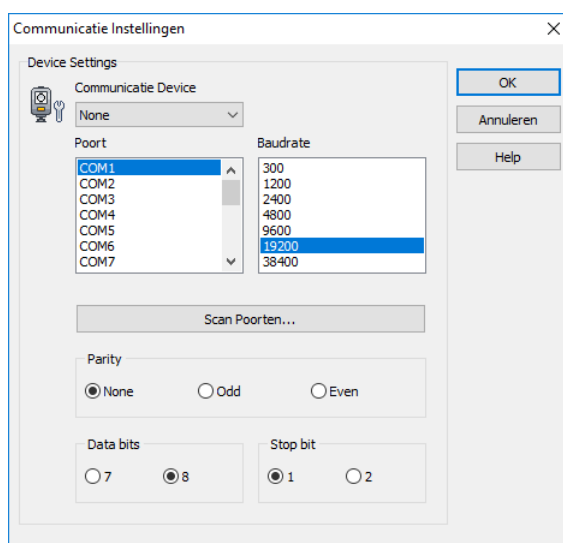 Communicatie Instellingen
Device Settings
Communicatie Device
None
Poort
Baudrate
COM1
COM2
COM3
COM4
COM5
COM6
COM7
300
1200
2400
4800
9600
19200
38400
Scan Poorten...
Parity
None
Odd
Even
Data bits
7
8
Stop bit
1
2
OK
Annuleren
Help